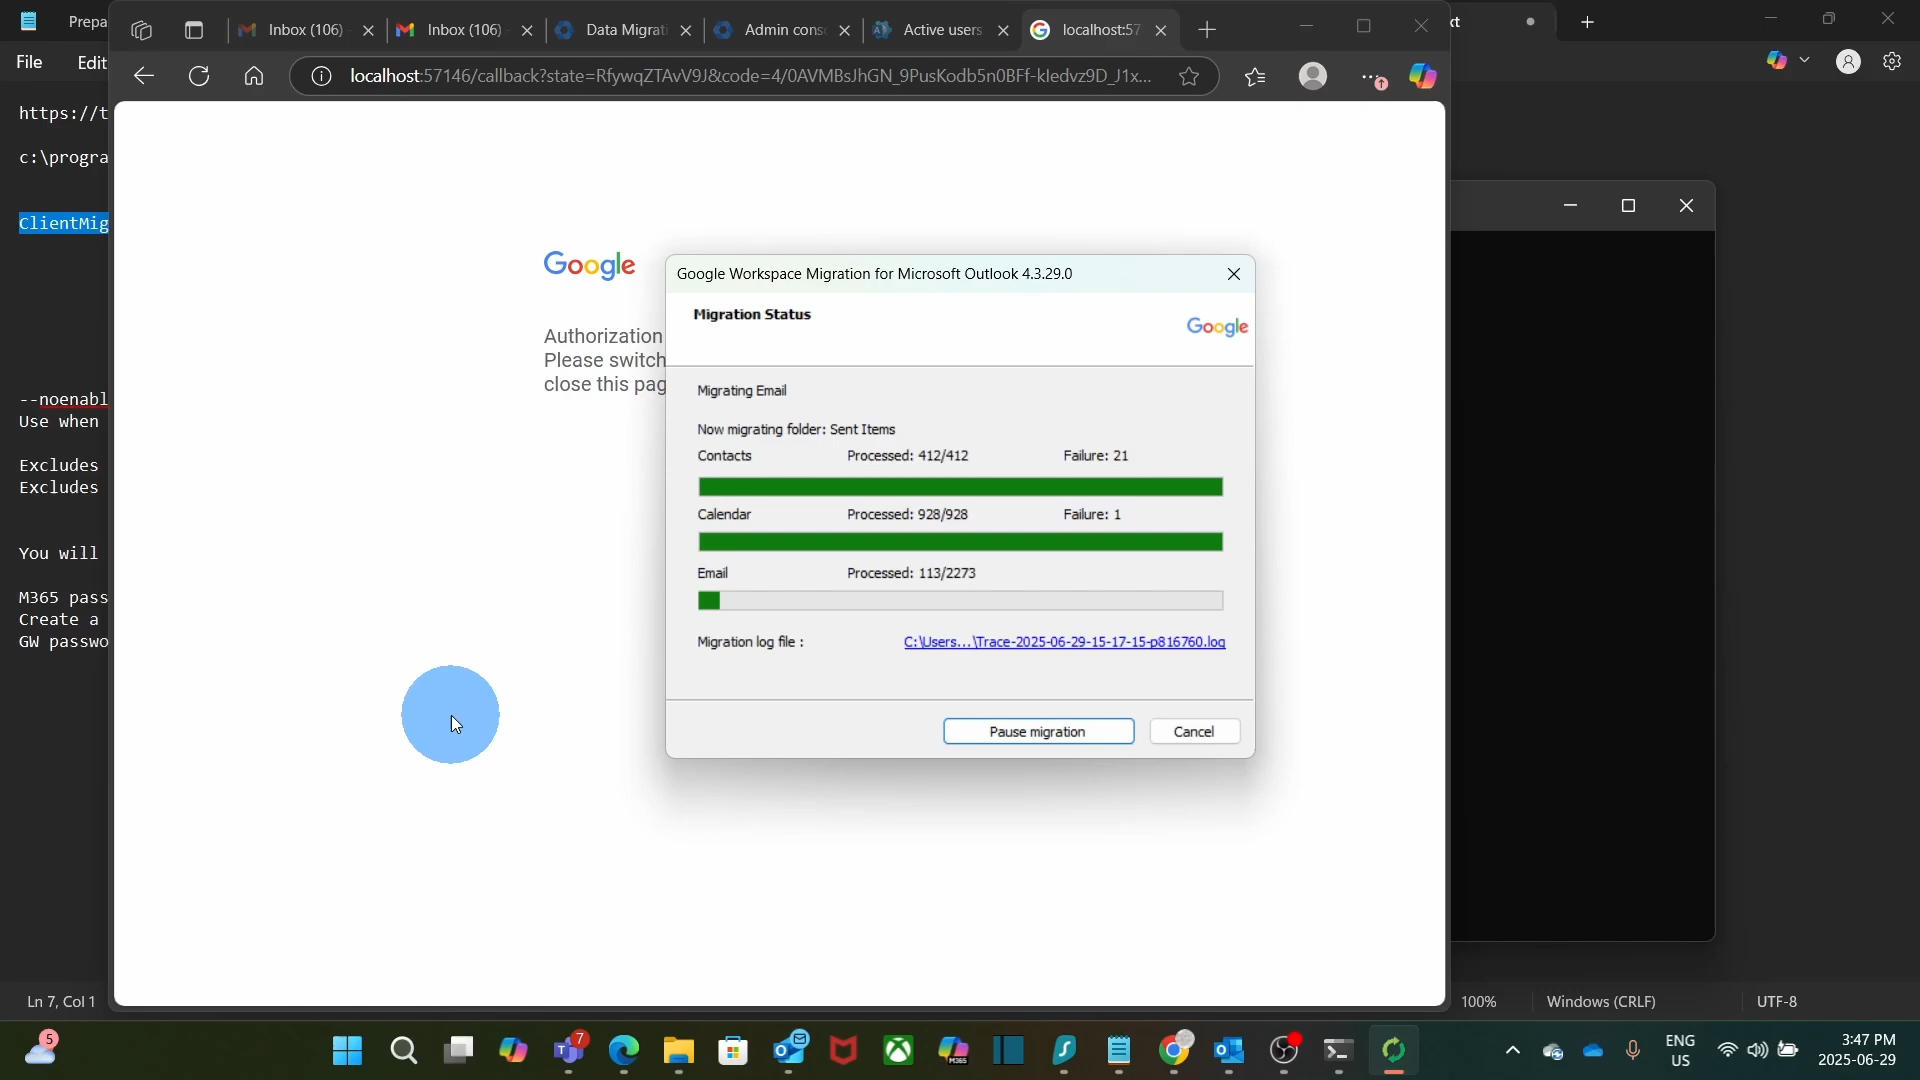 Prepa
Inbox (106)
Inbox (106)
Data Migrati
Admin cons
Active users
localhost:57
xt
File
Edit
localhost:57146/callback?state=RfywqZTAvV9J&code=4/0AVMBsJhGN_9PusKodb5n0BFf-kIedvz9D_J1x...
https://t
c:\progra
ClientMig
--noenabl
Use when
Excludes
Excludes
You will
M365 pass
Create a
GW passwo
Google
Authorization
Please switch
close this pag
Google Workspace Migration for Microsoft Outlook 4.3.29.0
Migration Status
Google
Migrating Email
Now migrating folder: Sent Items
Contacts Processed: 412/412 Failure: 21
Calendar Processed: 928/928 Failure: 1
Email Processed: 113/2273
Migration log file : C:\Users...\Trace-2025-06-29-15-17-15-p816760.log
Pause migration
Cancel
Ln 7, Col 1
100%
Windows (CRLF)
UTF-8
5
7
M365
ENG
US
3:47 PM
2025-06-29